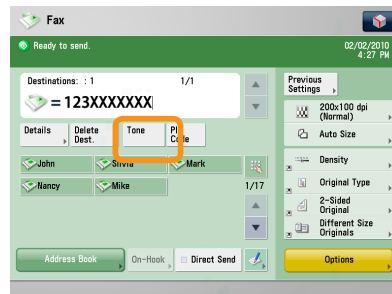 Fax
Ready to send.
02/02/2010
4:27 PM
Destinations: : 1
1/1
= 123XXXXXXX
Details
Delete
Dest.
Tone
Code
John
Mark
Nancy
Mike
1/17
Address Book
On-Hook
Direct Send
Previous
Settings
200x100 dpi
(Normal)
Auto Size
Density
Original Type
2-Sided
Original
Different Size
Originals
Options